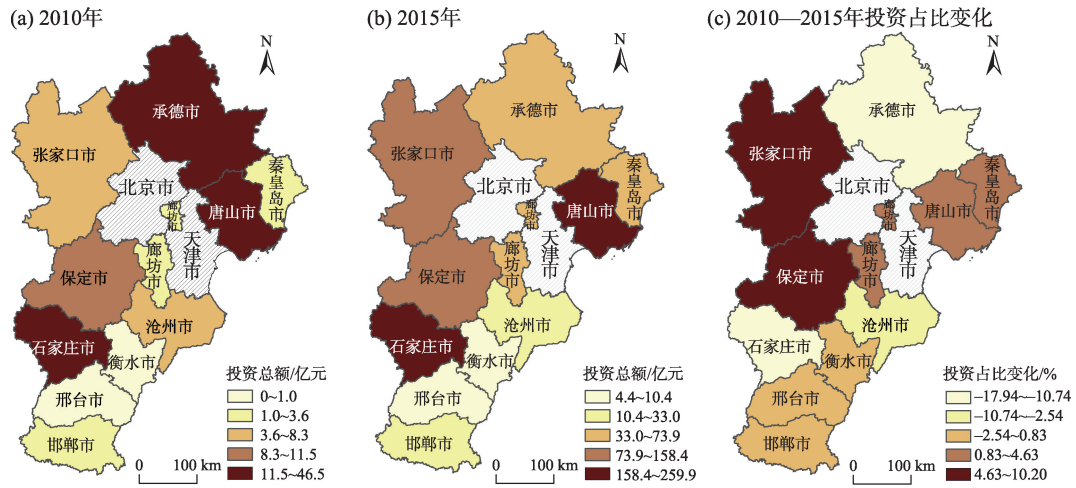 (a) 2010年
N
承德市
张家口市
秦皇岛市
北京市
廊坊市
唐山市
天津市
廊坊市
保定市
沧州市
石家庄市
衡水市
邢台市
邯郸市
投资总额/亿元
0~1.0
1.0~3.6
3.6~8.3
8.3~11.5
11.5~46.5
0 100 km
(b) 2015年
N
承德市
张家口市
秦皇岛市
北京市
廊坊市
唐山市
天津市
廊坊市
保定市
沧州市
石家庄市
衡水市
邢台市
邯郸市
投资总额/亿元
4.4~10.4
10.4~33.0
33.0~73.9
73.9~158.4
158.4~259.9
0 100 km
(c) 2010—2015年投资占比变化
N
承德市
张家口市
秦皇岛市
北京市
廊坊市
唐山市
天津市
廊坊市
保定市
沧州市
石家庄市
衡水市
邢台市
邯郸市
投资占比变化/%
−17.94~−10.74
−10.74~−2.54
−2.54~0.83
0.83~4.63
4.63~10.20
0 100 km